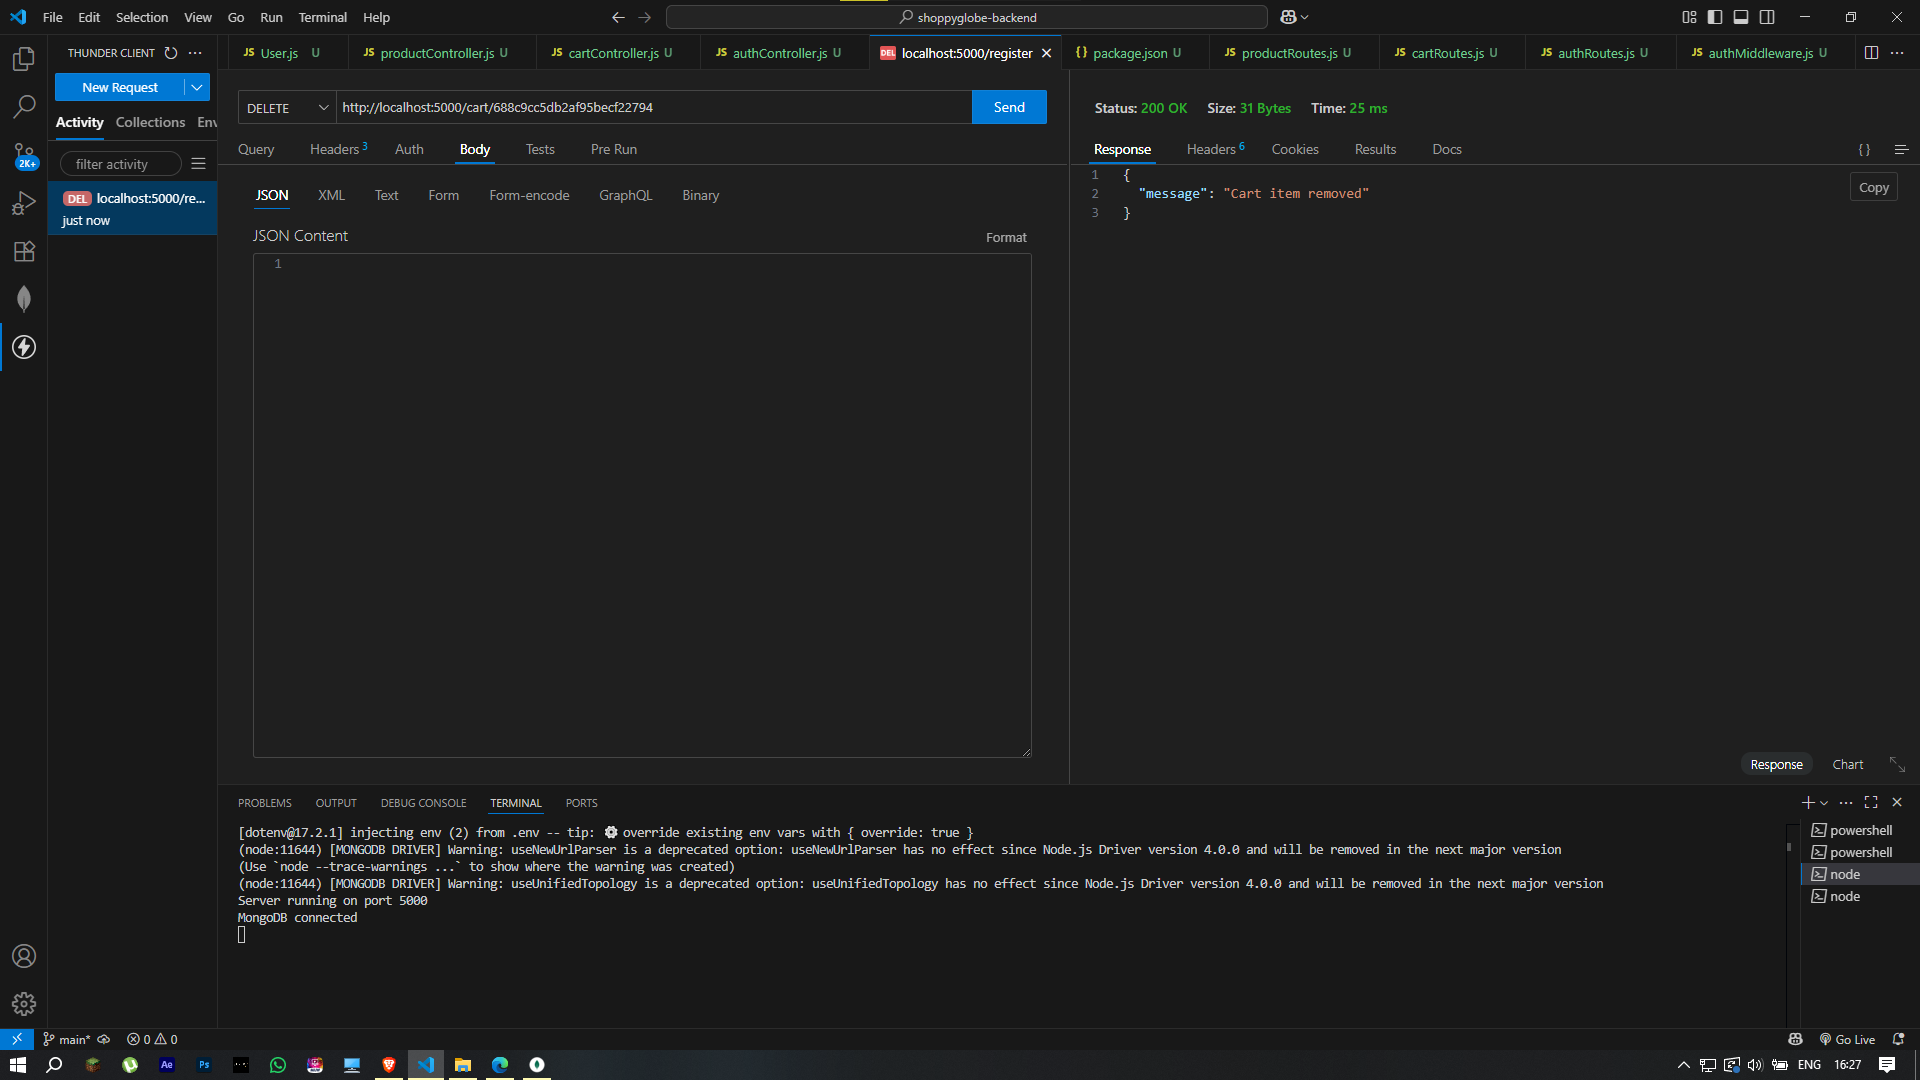 File Edit Selection View Go Run Terminal Help
shoppyglobe-backend
THUNDER CLIENT
New Request
Activity Collections Env
filter activity
DEL localhost:5000/re...
just now
2K+
JS User.js U
JS productController.js U
JS cartController.js U
JS authController.js U
DEL localhost:5000/register
{} package.json U
JS productRoutes.js U
JS cartRoutes.js U
JS authRoutes.js U
JS authMiddleware.js U
DELETE http://localhost:5000/cart/688c9cc5db2af95becf22794 Send
Query Headers 3 Auth Body Tests Pre Run
JSON XML Text Form Form-encode GraphQL Binary
JSON Content
Format
1
Status: 200 OK Size: 31 Bytes Time: 25 ms
Response Headers 6 Cookies Results Docs
{ }
1 {
2 "message": "Cart item removed"
3 }
Copy
Response Chart
PROBLEMS OUTPUT DEBUG CONSOLE TERMINAL PORTS
[dotenv@17.2.1] injecting env (2) from .env -- tip: ⚙️ override existing env vars with { override: true }
(node:11644) [MONGODB DRIVER] Warning: useNewUrlParser is a deprecated option: useNewUrlParser has no effect since Node.js Driver version 4.0.0 and will be removed in the next major version
(Use `node --trace-warnings ...` to show where the warning was created)
(node:11644) [MONGODB DRIVER] Warning: useUnifiedTopology is a deprecated option: useUnifiedTopology has no effect since Node.js Driver version 4.0.0 and will be removed in the next major version
Server running on port 5000
MongoDB connected
powershell
powershell
node
node
main* 0 0
Go Live
Ae Ps
ENG 16:27